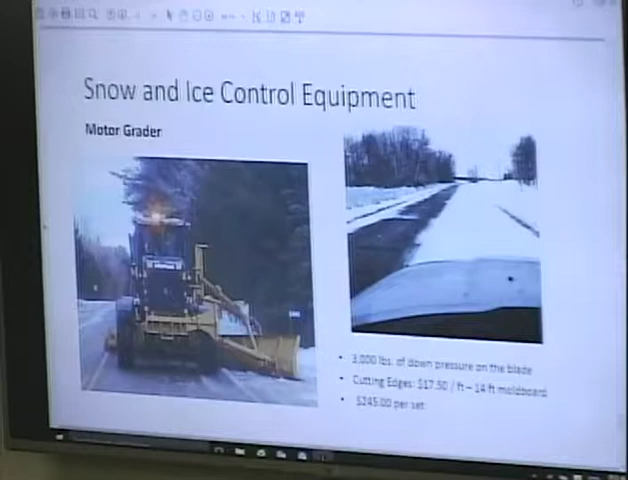 Snow and Ice Control Equipment
Motor Grader
• 3,000 lbs. of down pressure on the blade
• Cutting Edges: $17.50 / ft – 14 ft moldboard
• $245.00 per set